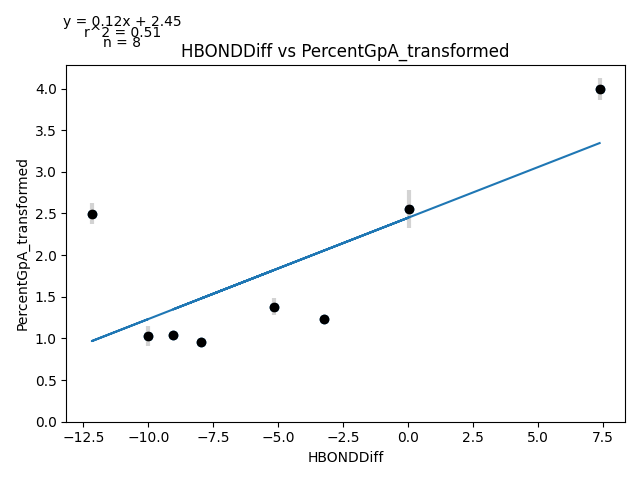 y = 0.12x + 2.45
r^2 = 0.51
n = 8
HBONDDiff vs PercentGpA_transformed
PercentGpA_transformed
4.0
3.5
3.0
2.5
2.0
1.5
1.0
0.5
0.0
−12.5 −10.0 −7.5 −5.0 −2.5 0.0 2.5 5.0 7.5
HBONDDiff